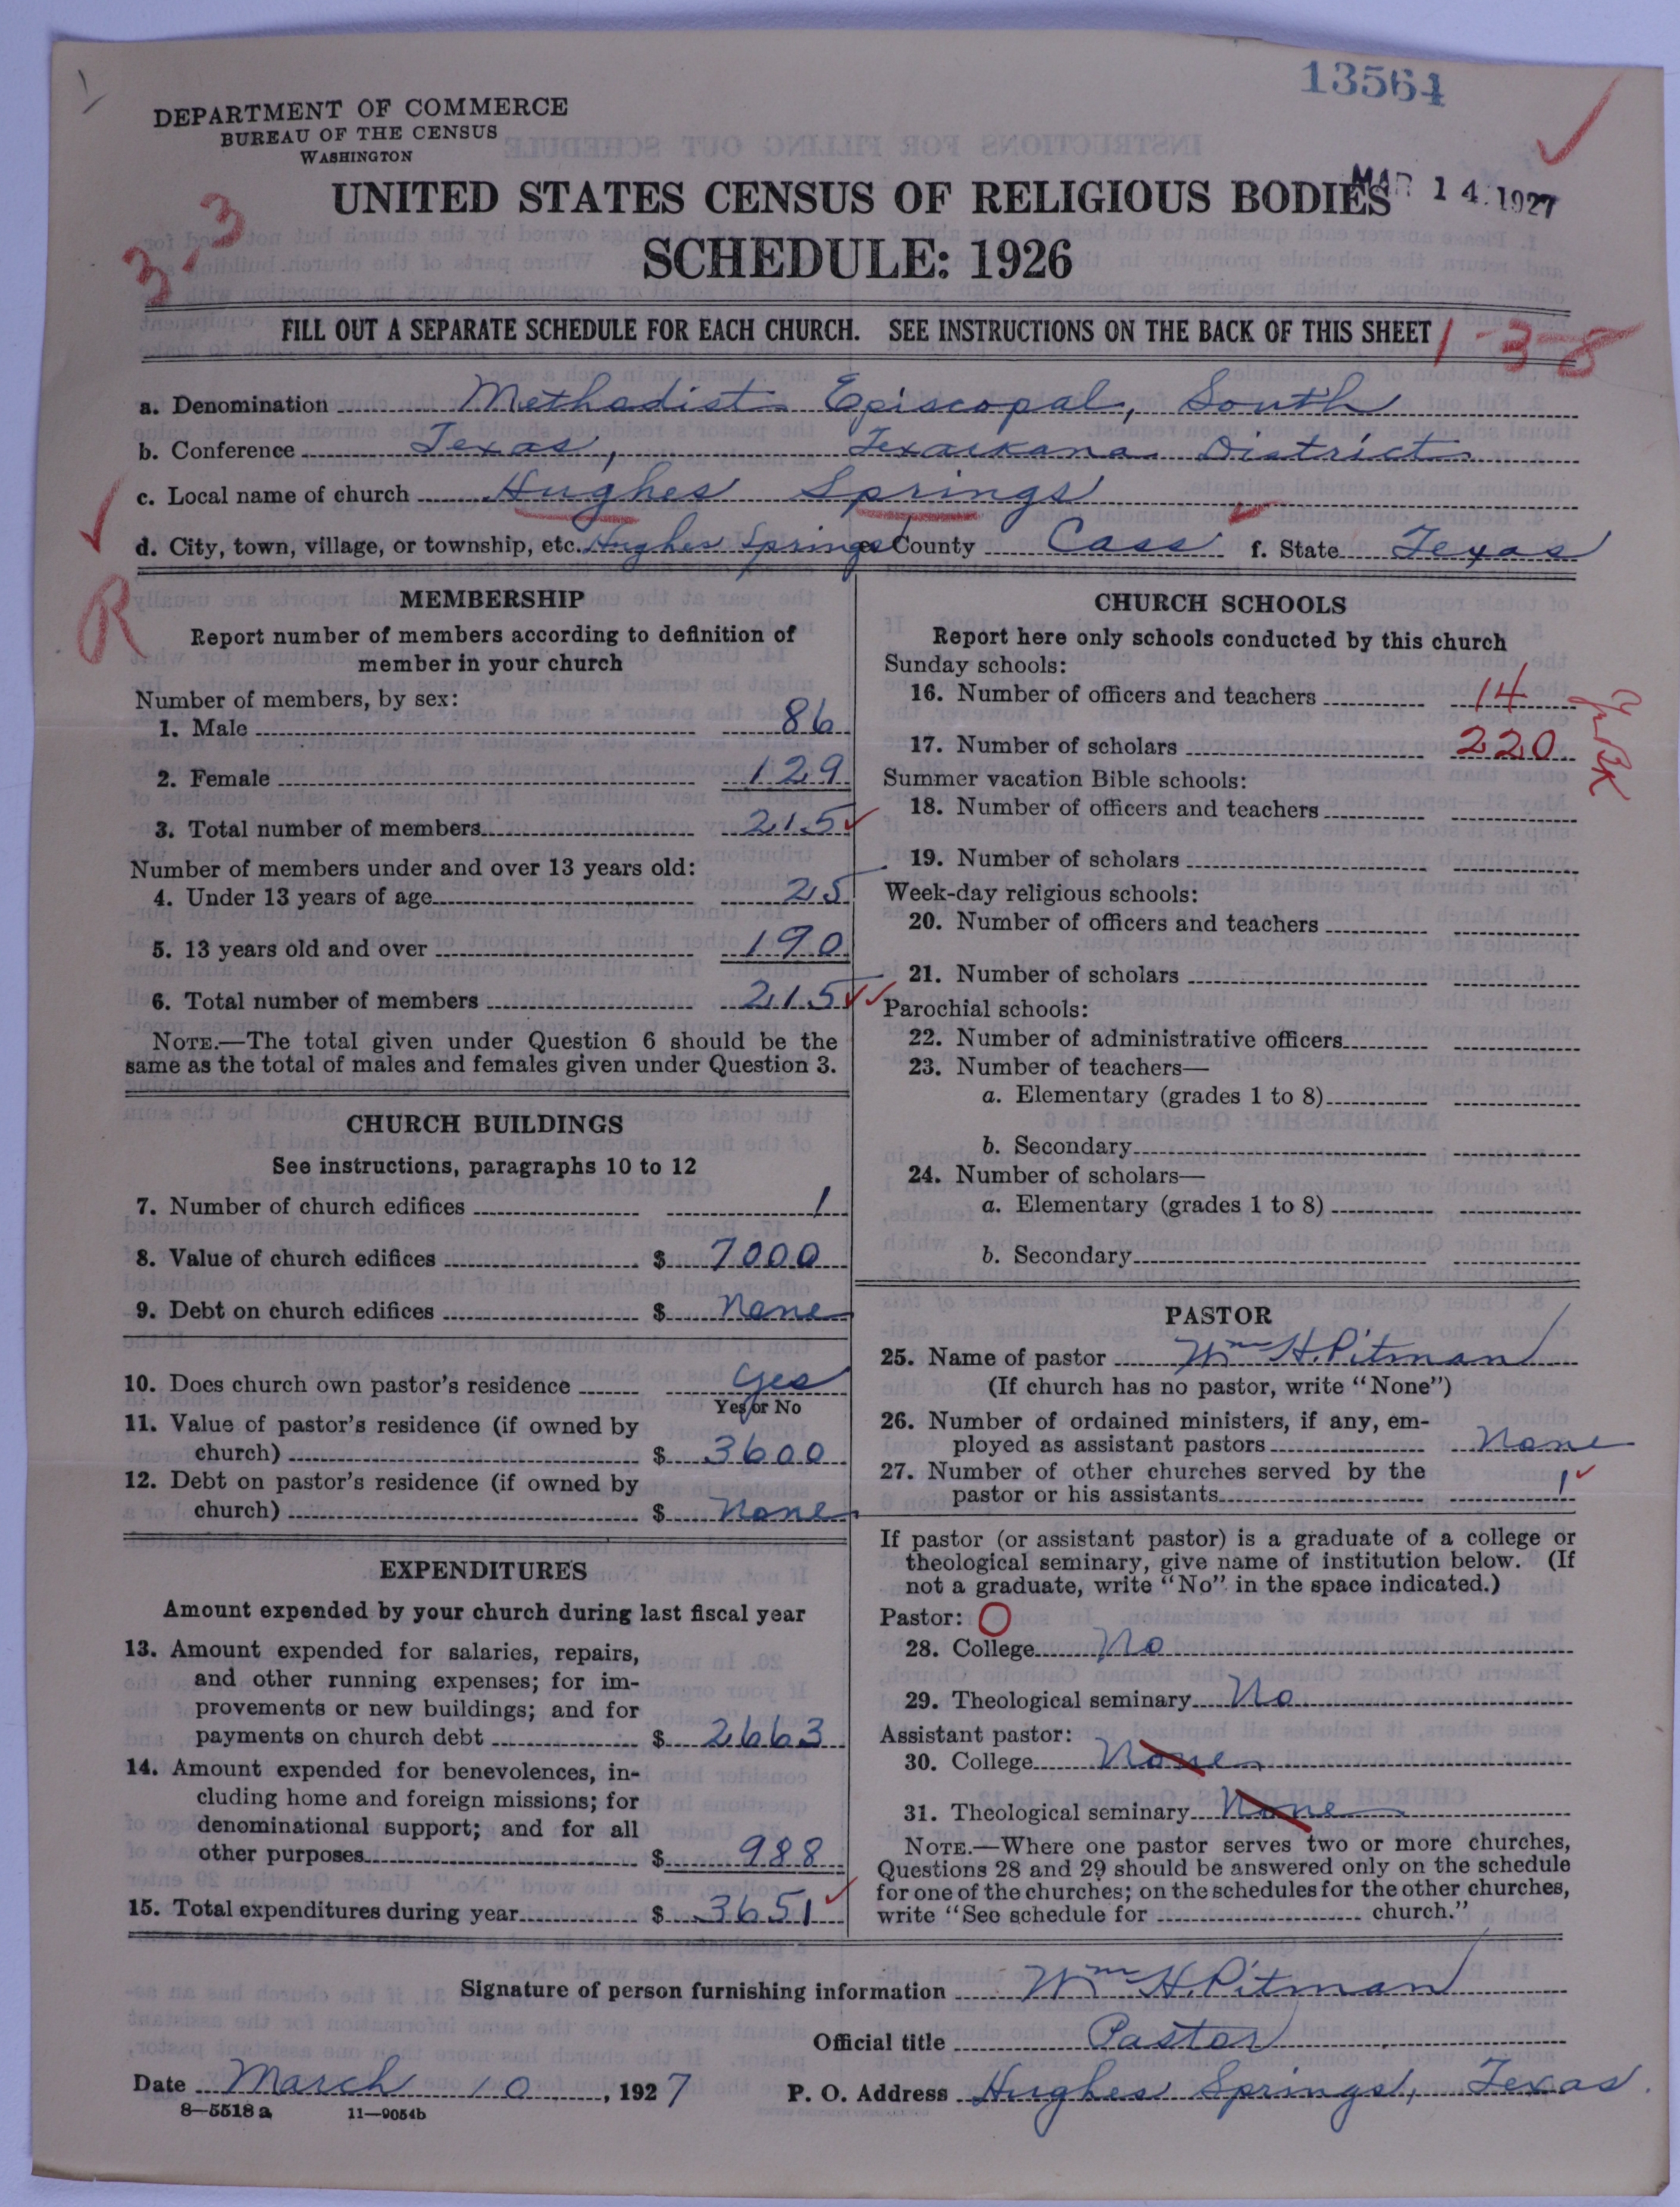 13564
DEPARTMENT OF COMMERCE
BUREAU OF THE CENSUS
WASHINGTON
MAR 14 1927
UNITED STATES CENSUS OF RELIGIOUS BODIES
3-3
SCHEDULE: 1926
FILL OUT A SEPARATE SCHEDULE FOR EACH CHURCH. SEE INSTRUCTIONS ON THE BACK OF THIS SHEET
1-3-8
a. Denomination Methodist Episcopal, South
b. Conference Texas, Texarkana District
c. Local name of church Hughes Springs
d. City, town, village, or township, etc. Hughes Springs e. County Cass f. State Texas
R
MEMBERSHIP
Report number of members according to definition of
member in your church
Number of members, by sex:
1. Male 86
2. Female 129
3. Total number of members 215
Number of members under and over 13 years old:
4. Under 13 years of age 25
5. 13 years old and over 190
6. Total number of members 215
NOTE.—The total given under Question 6 should be the
same as the total of males and females given under Question 3.
CHURCH BUILDINGS
See instructions, paragraphs 10 to 12
7. Number of church edifices 1
8. Value of church edifices $ 7000
9. Debt on church edifices $ None
10. Does church own pastor's residence Yes
Yes or No
11. Value of pastor's residence (if owned by
church) $ 3600
12. Debt on pastor's residence (if owned by
church) $ None
EXPENDITURES
Amount expended by your church during last fiscal year
13. Amount expended for salaries, repairs,
and other running expenses; for im-
provements or new buildings; and for
payments on church debt $ 2663
14. Amount expended for benevolences, in-
cluding home and foreign missions; for
denominational support; and for all
other purposes $ 988
15. Total expenditures during year $ 3651
CHURCH SCHOOLS
Report here only schools conducted by this church
Sunday schools:
16. Number of officers and teachers 14
17. Number of scholars 220
Yr Bk
Summer vacation Bible schools:
18. Number of officers and teachers
19. Number of scholars
Week-day religious schools:
20. Number of officers and teachers
21. Number of scholars
Parochial schools:
22. Number of administrative officers
23. Number of teachers—
a. Elementary (grades 1 to 8)
b. Secondary
24. Number of scholars—
a. Elementary (grades 1 to 8)
b. Secondary
PASTOR
25. Name of pastor Wm H. Pitman
(If church has no pastor, write "None")
26. Number of ordained ministers, if any, em-
ployed as assistant pastors None
27. Number of other churches served by the
pastor or his assistants 1
If pastor (or assistant pastor) is a graduate of a college or
theological seminary, give name of institution below. (If
not a graduate, write "No" in the space indicated.)
Pastor: O
28. College No
29. Theological seminary No
Assistant pastor:
30. College None
31. Theological seminary None
NOTE.—Where one pastor serves two or more churches,
Questions 28 and 29 should be answered only on the schedule
for one of the churches; on the schedules for the other churches,
write "See schedule for church."
Signature of person furnishing information Wm H. Pitman
Official title Pastor
Date March 10, 1927 P. O. Address Hughes Springs, Texas.
8—5518 a 11—9054b